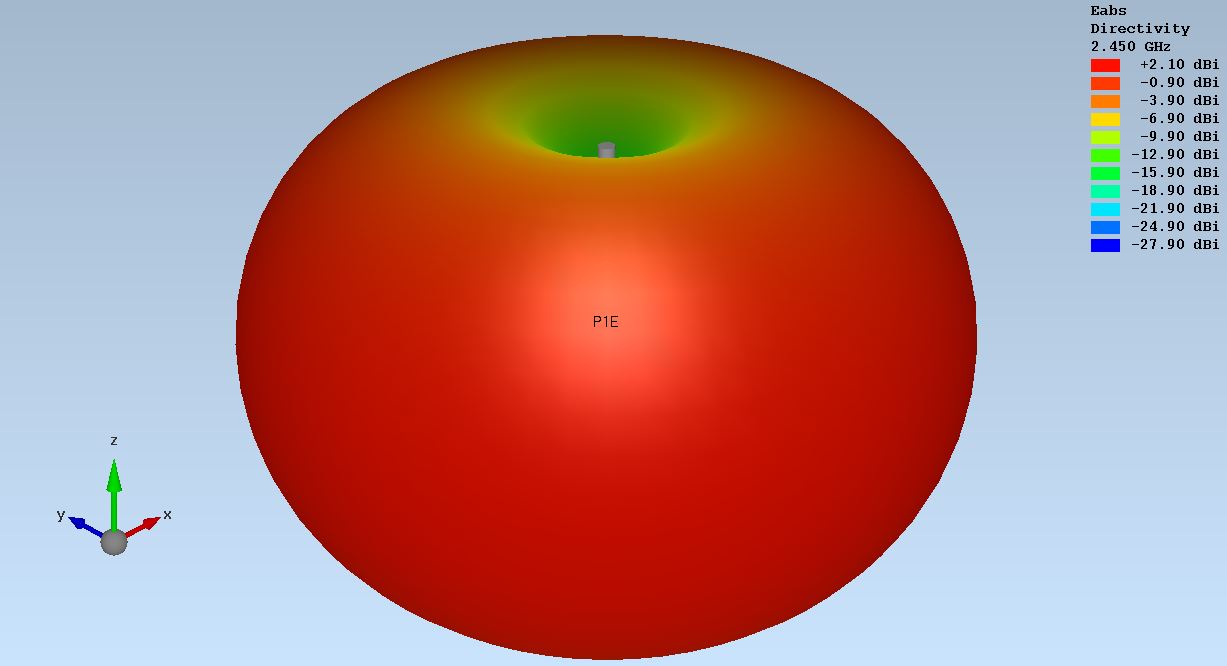 Eabs
Directivity
2.450 GHz
+2.10 dBi
-0.90 dBi
-3.90 dBi
-6.90 dBi
-9.90 dBi
-12.90 dBi
-15.90 dBi
-18.90 dBi
-21.90 dBi
-24.90 dBi
-27.90 dBi
P1E
z
y
x